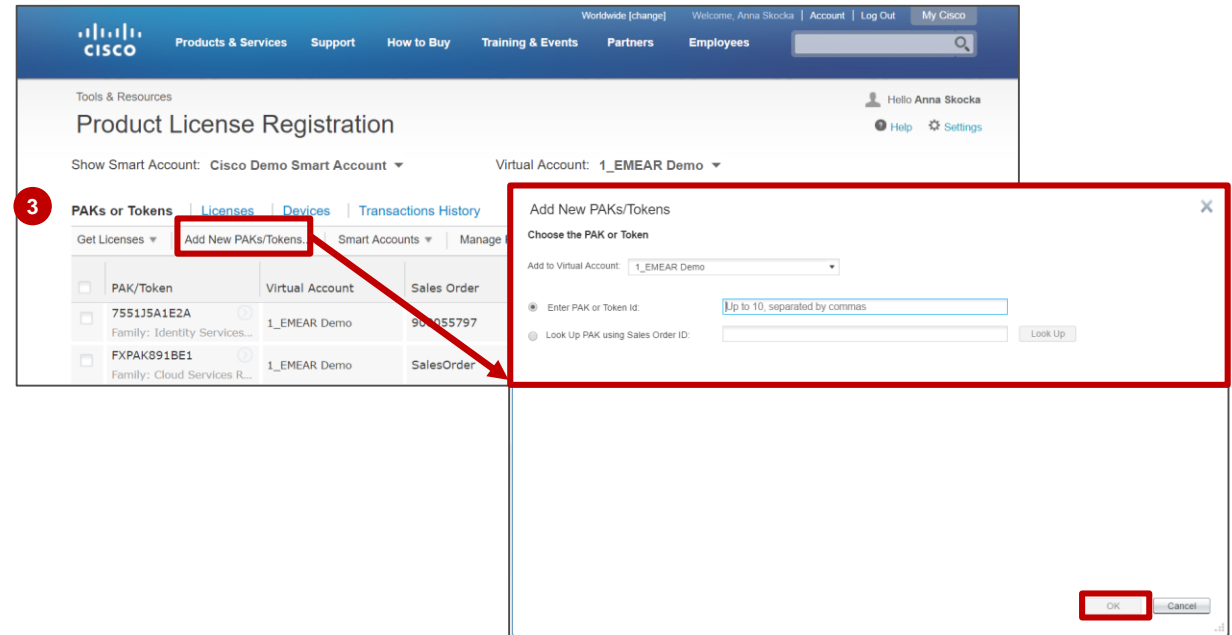 Worldwide [change] Welcome, Anna Skocka | Account | Log Out My Cisco
CISCO Products & Services Support How to Buy Training & Events Partners Employees
Tools & Resources
Hello Anna Skocka
Product License Registration
Help Settings
Show Smart Account: Cisco Demo Smart Account Virtual Account: 1_EMEAR Demo
3
PAKs or Tokens | Licenses | Devices | Transactions History
Get Licenses Add New PAKs/Tokens... Smart Accounts Manage
PAK/Token Virtual Account Sales Order
7551J5A1E2A
Family: Identity Services...
1_EMEAR Demo
FXPAK891BE1
Family: Cloud Services R...
1_EMEAR Demo SalesOrder
Add New PAKs/Tokens
Choose the PAK or Token
Add to Virtual Account: 1_EMEAR Demo
Enter PAK or Token Id: Up to 10, separated by commas
Look Up PAK using Sales Order ID: Look Up
OK Cancel